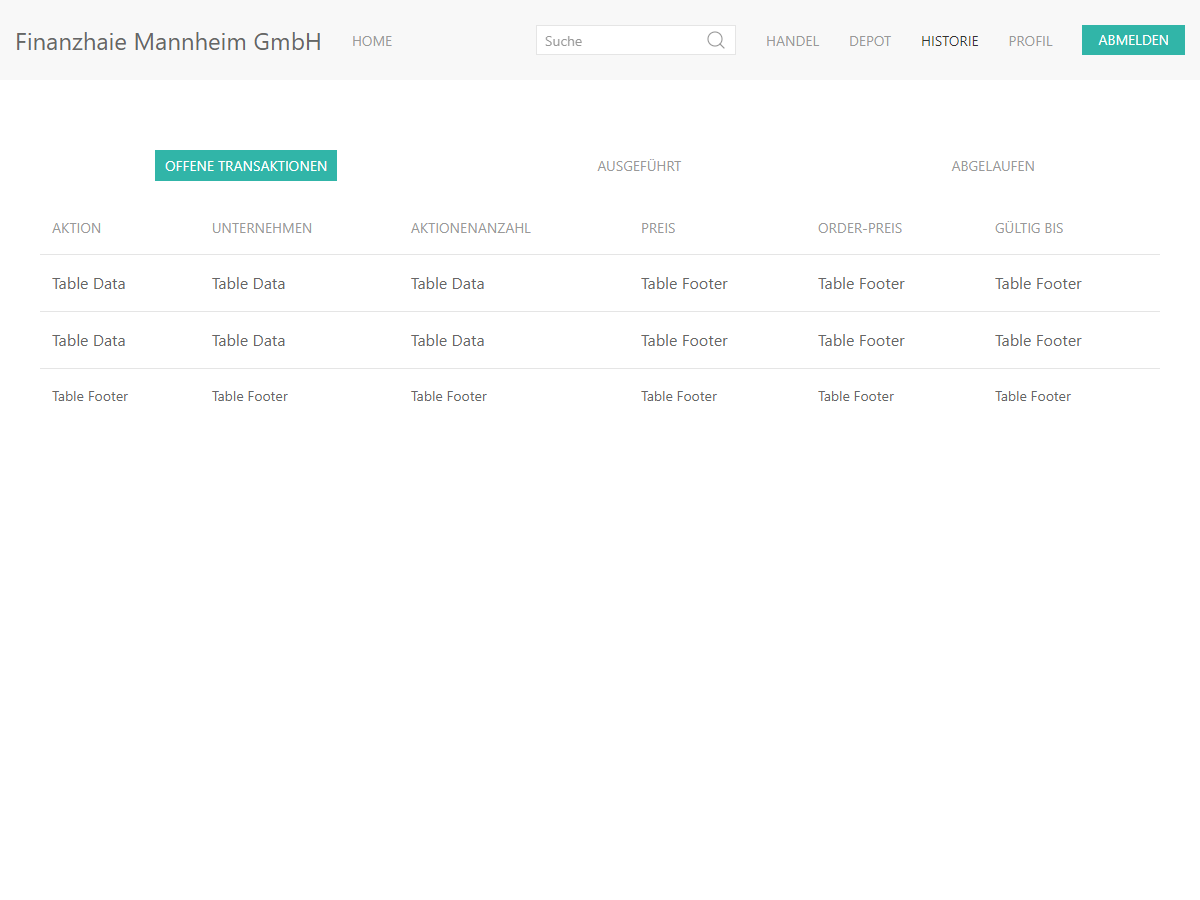 Finanzhaie Mannheim GmbH HOME Suche HANDEL DEPOT HISTORIE PROFIL ABMELDEN
OFFENE TRANSAKTIONEN AUSGEFÜHRT ABGELAUFEN
AKTION UNTERNEHMEN AKTIONENANZAHL PREIS ORDER-PREIS GÜLTIG BIS
Table Data Table Data Table Data Table Footer Table Footer Table Footer
Table Data Table Data Table Data Table Footer Table Footer Table Footer
Table Footer Table Footer Table Footer Table Footer Table Footer Table Footer